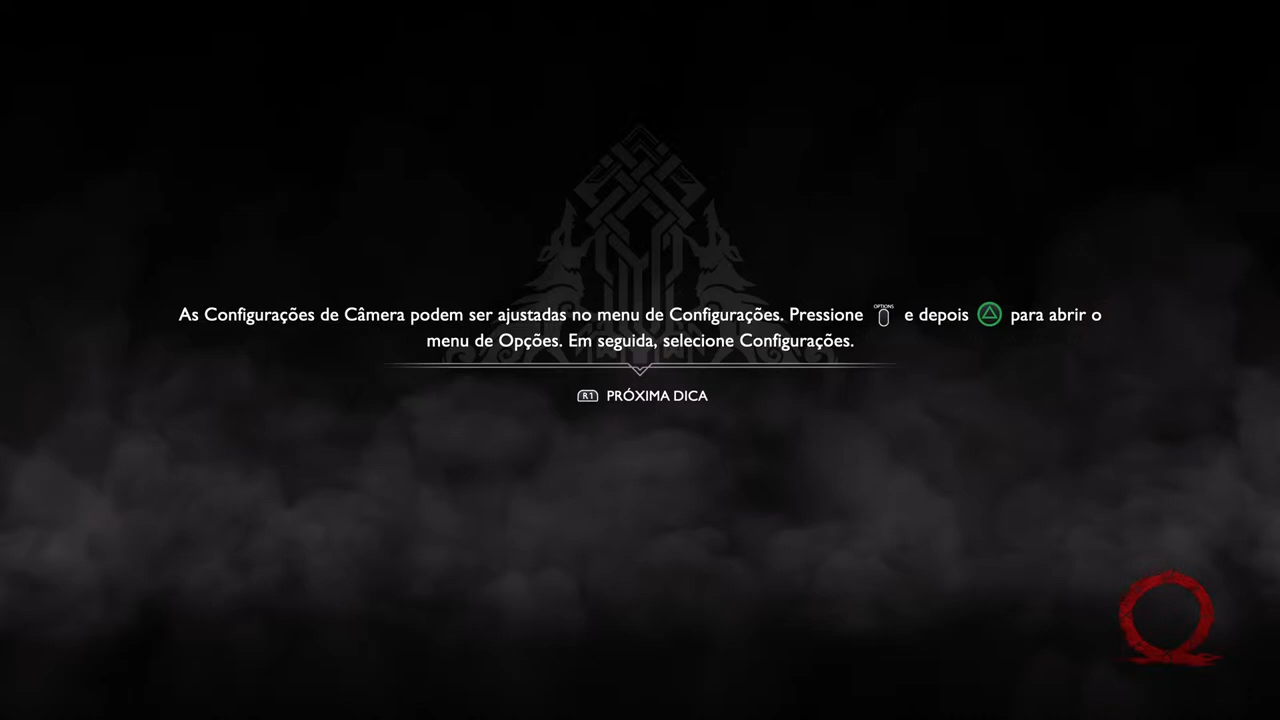 As Configurações de Câmera podem ser ajustadas no menu de Configurações. Pressione OPTIONS e depois para abrir o
menu de Opções. Em seguida, selecione Configurações.
R1 PRÓXIMA DICA